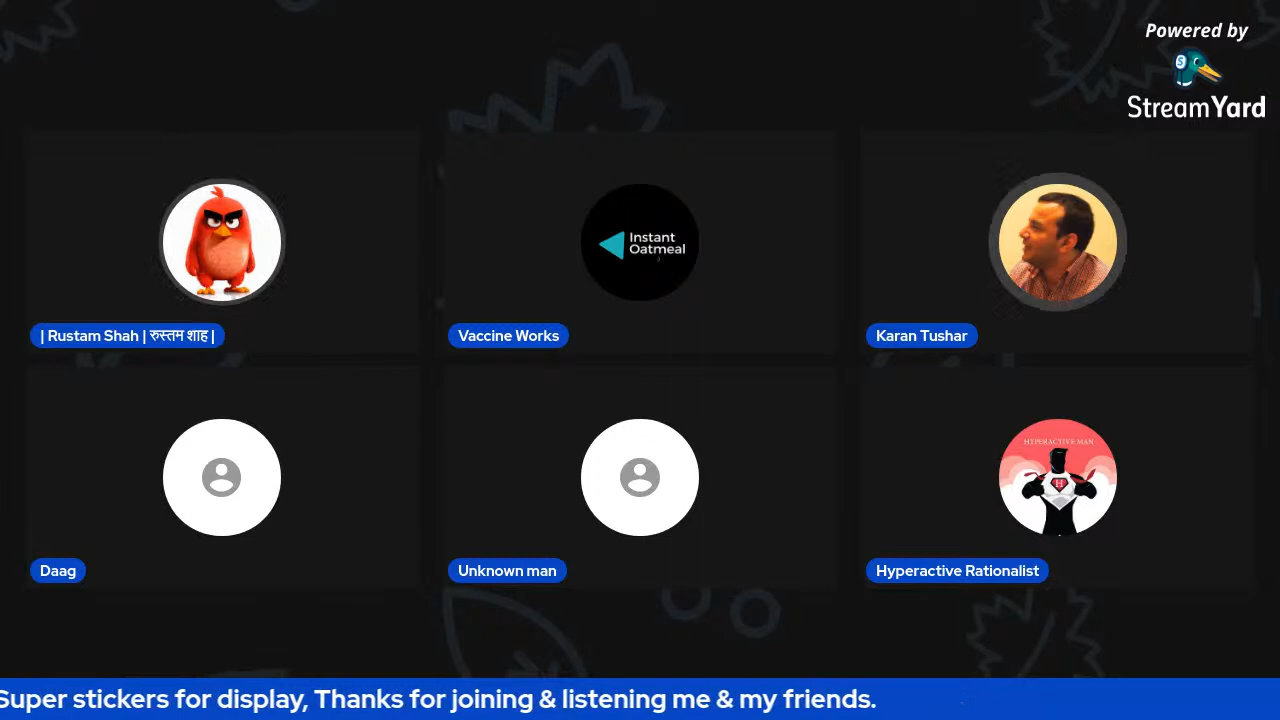 Powered by
StreamYard
Instant
Oatmeal
| Rustam Shah | रुस्तम शाह |
Vaccine Works
Karan Tushar
HYPERACTIVE MAN
H
Daag
Unknown man
Hyperactive Rationalist
Super stickers for display, Thanks for joining & listening me & my friends.